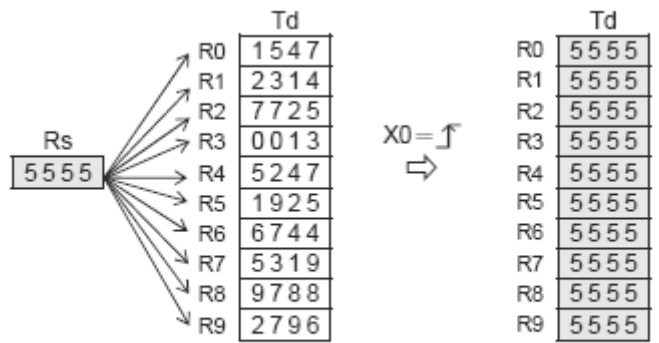 Td Td
R0 1547 R0 5555
R1 2314 R1 5555
R2 7725 R2 5555
Rs R3 0013 X0= R3 5555
5555 R4 5247 R4 5555
R5 1925 R5 5555
R6 6744 R6 5555
R7 5319 R7 5555
R8 9788 R8 5555
R9 2796 R9 5555